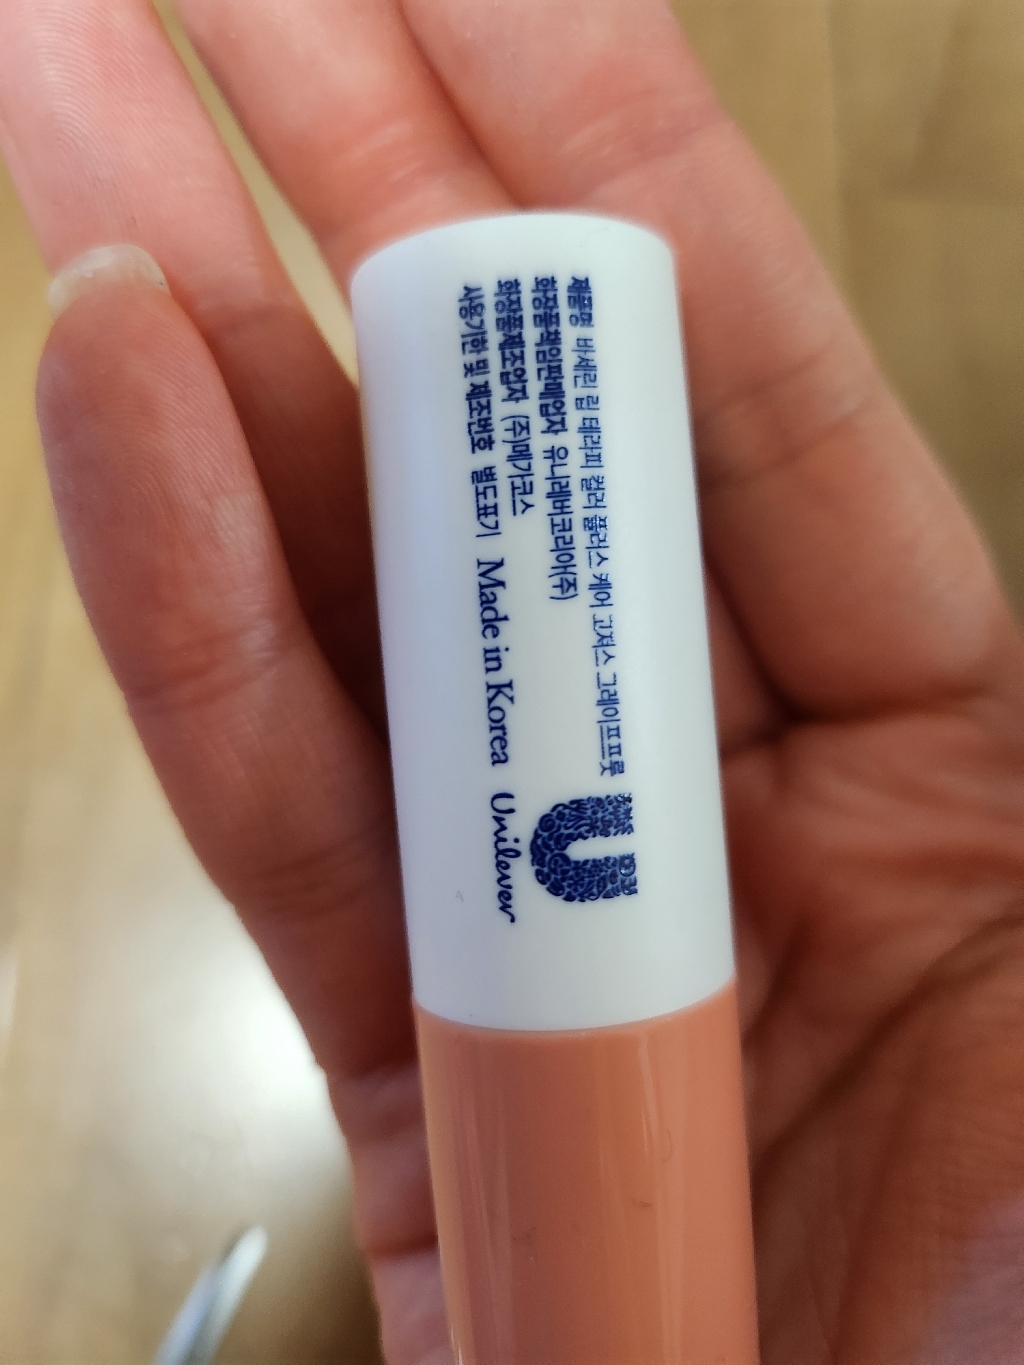 제품명 바세린 립 테라피 컬러 플러스 케어 고져스 그레이프프룻
화장품책임판매업자 유니레버코리아(주)
화장품제조업자 (주)메가코스
사용기한 및 제조번호 별도표기 Made in Korea
Unilever